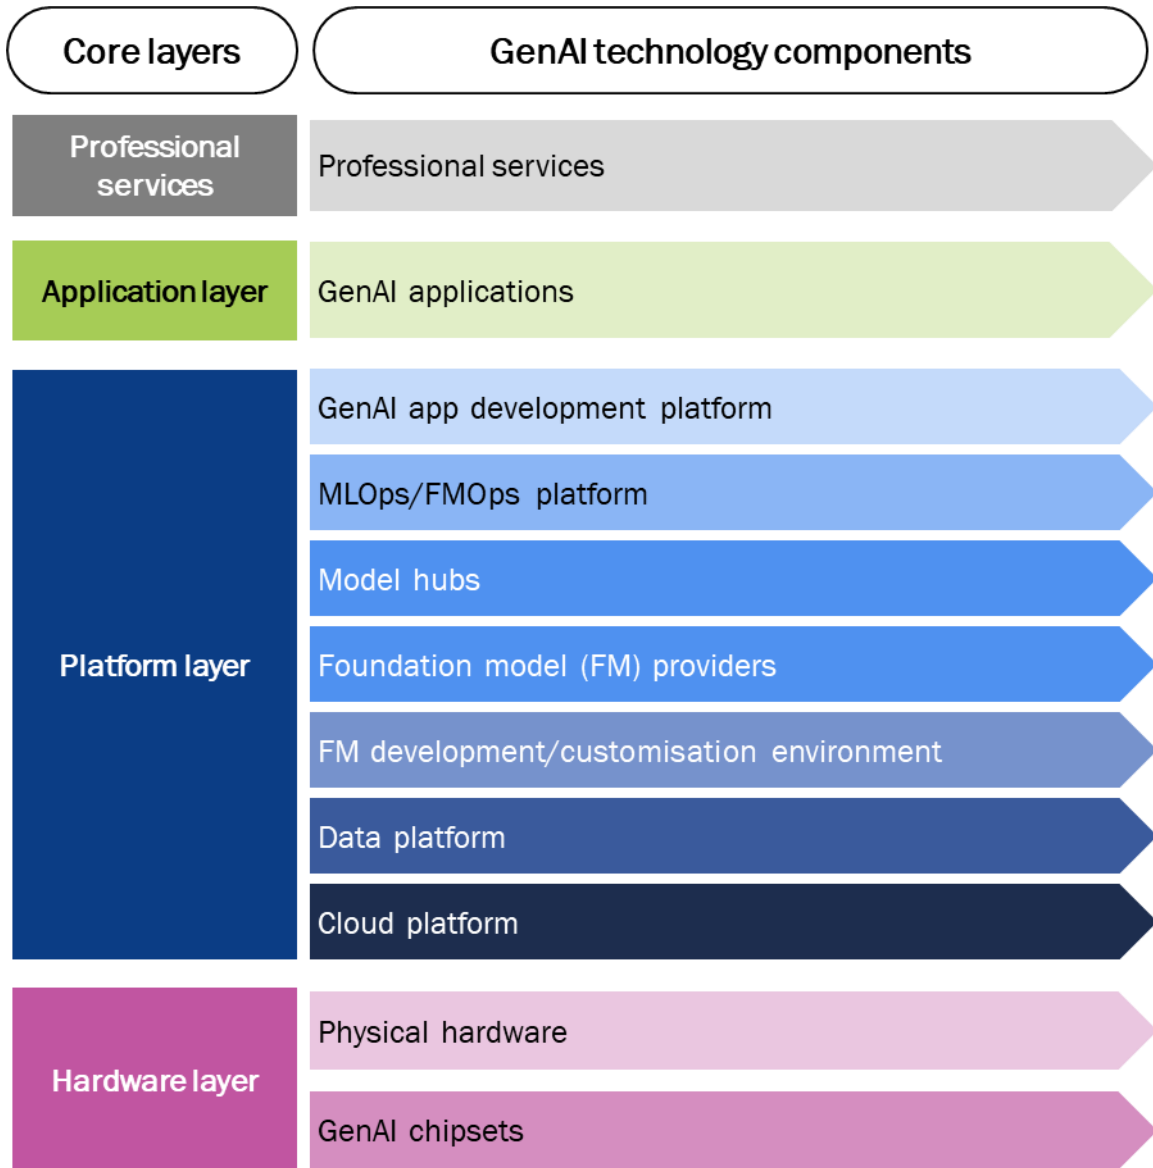 Core layers
GenAI technology components
Professional
services
Professional services
Application layer
GenAI applications
Platform layer
GenAI app development platform
MLOps/FMOps platform
Model hubs
Foundation model (FM) providers
FM development/customisation environment
Data platform
Cloud platform
Hardware layer
Physical hardware
GenAI chipsets